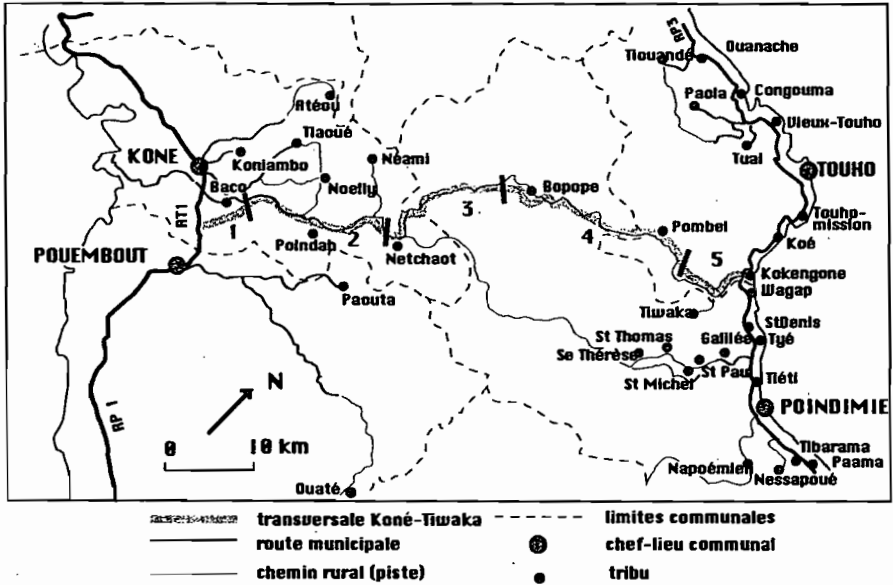 RP3
Ouanache
Tiouandé
Paola
Congouma
Vieux-Touho
Tual
TOUHO
Touho-
mission
Koé
Kokengone
Wagap
Atéou
Tiaoüé
KONE
Koniambo
Néami
Noelly
Baco
RT1
1
Poindah
2
3
Bopope
4
Pombei
5
Netchaot
POUEMBOUT
Paouta
Tiwaka
St Thomas
Galilée
StDenis
Tyé
Se Thérèse
St Michel
St Pau
Tiéti
POINDIMIE
RP 1
N
0 10 km
Ouaté
Napoémien
Nessapoué
Tibarama
Paama
transversale Koné-Tiwaka
limites communales
route municipale
chef-lieu communal
chemin rural (piste)
tribu